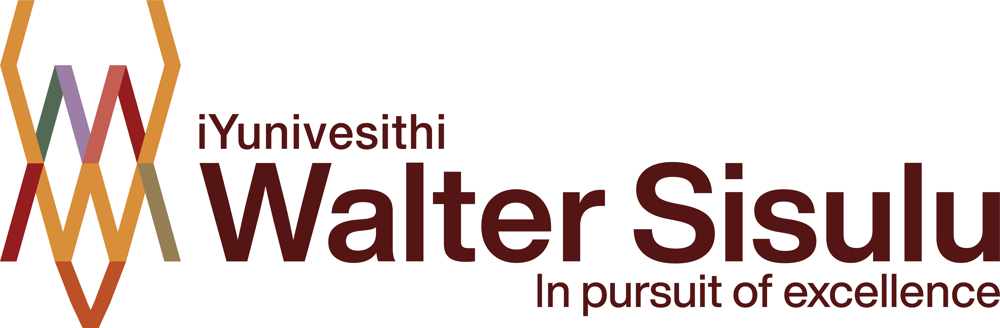 iYunivesithi
Walter Sisulu
In pursuit of excellence